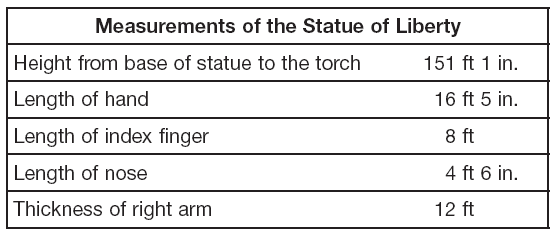 Measurements of the Statue of Liberty
Height from base of statue to the torch 151 ft 1 in.
Length of hand 16 ft 5 in.
Length of index finger 8 ft
Length of nose 4 ft 6 in.
Thickness of right arm 12 ft